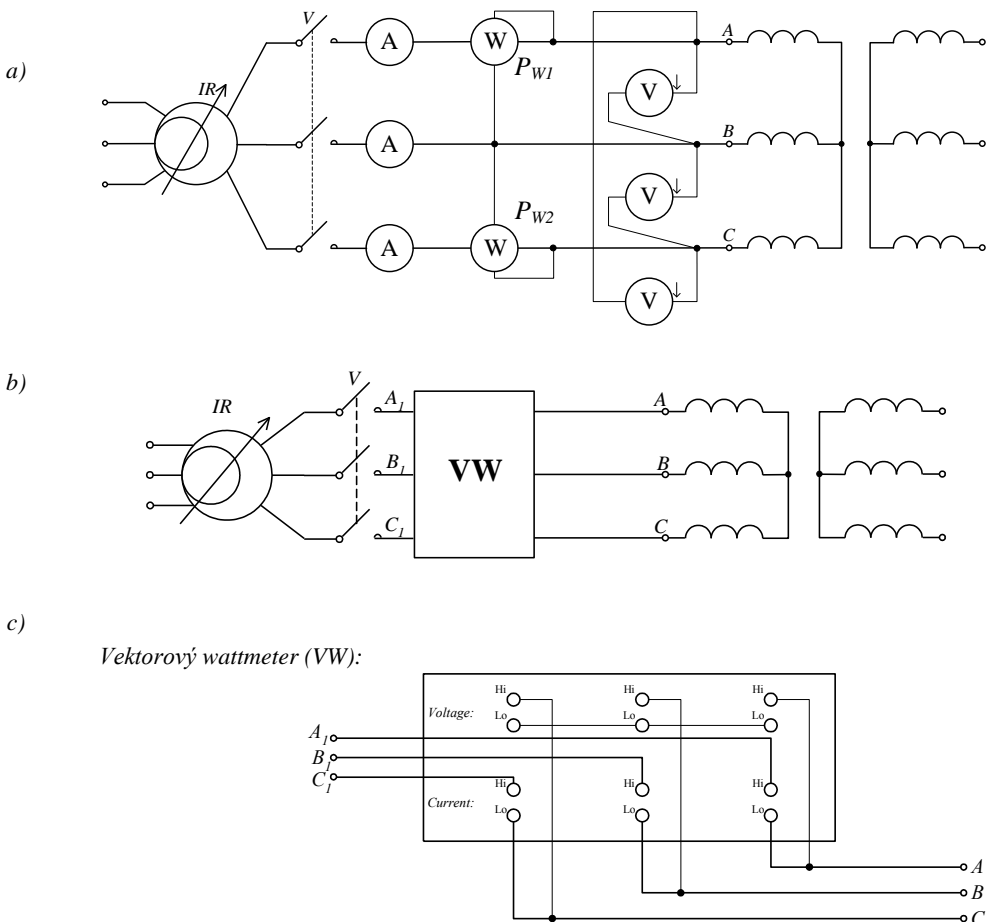 a)
V
IR
A
W
P_W1
A
V
A
B
V
A
W
P_W2
C
V
b)
V
IR
A_1
B_1
C_1
VW
A
B
C
c)
Vektorový wattmeter (VW):
Voltage:
Hi
Hi
Hi
Lo
Lo
Lo
A_1
B_1
C_1
Current:
Hi
Hi
Hi
Lo
Lo
Lo
A
B
C